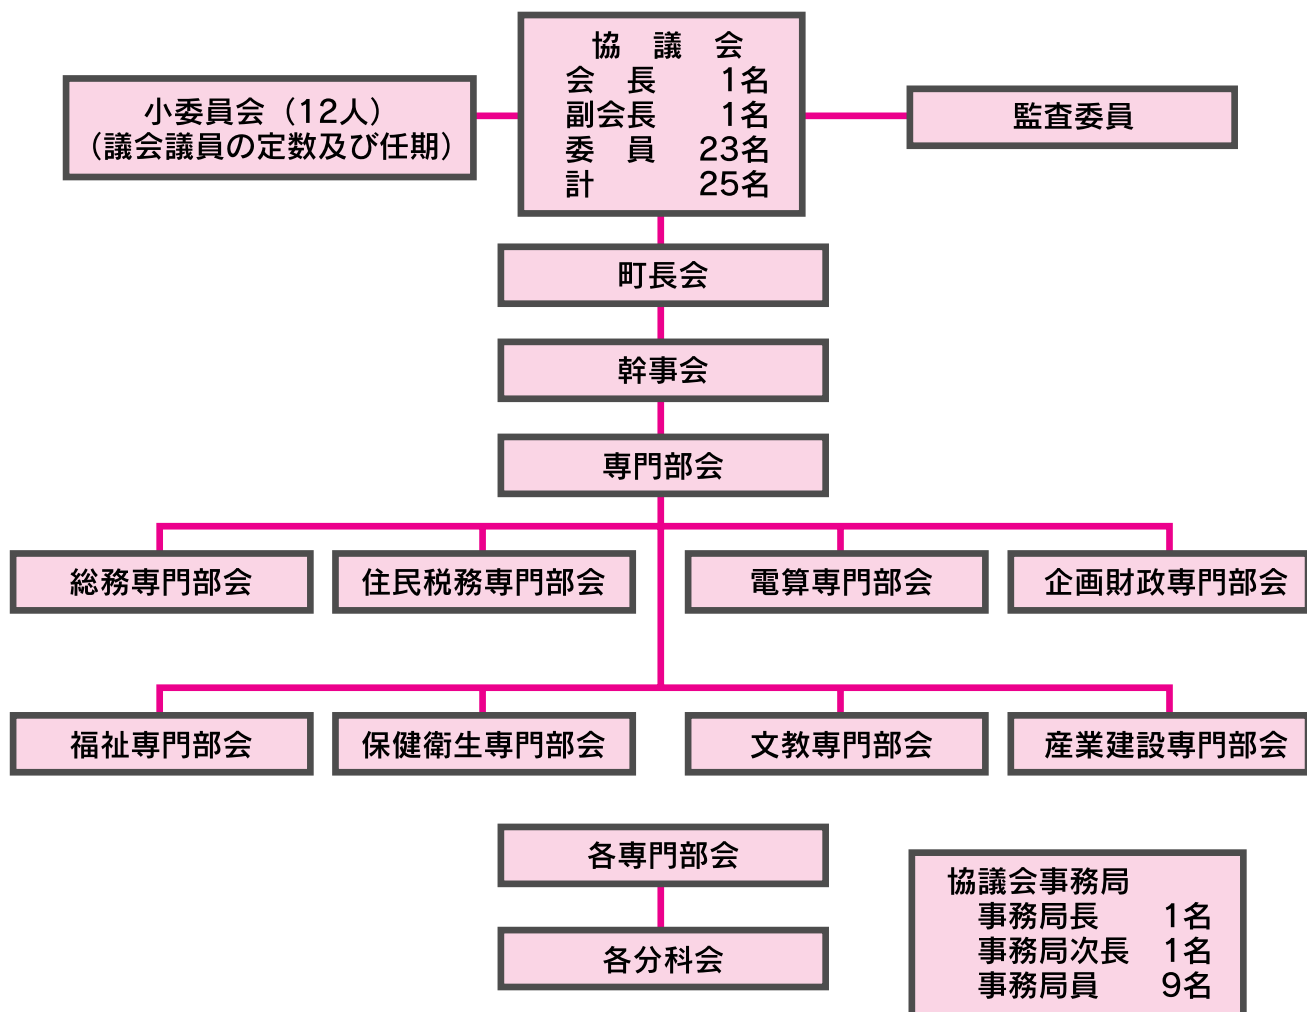 協　議　会
会　長　　1名
副会長　　1名
委　員　23名
計　　　25名
小委員会（12人）
（議会議員の定数及び任期）
監査委員
町長会
幹事会
専門部会
総務専門部会
住民税務専門部会
電算専門部会
企画財政専門部会
福祉専門部会
保健衛生専門部会
文教専門部会
産業建設専門部会
各専門部会
各分科会
協議会事務局
事務局長　　1名
事務局次長　1名
事務局員　　9名